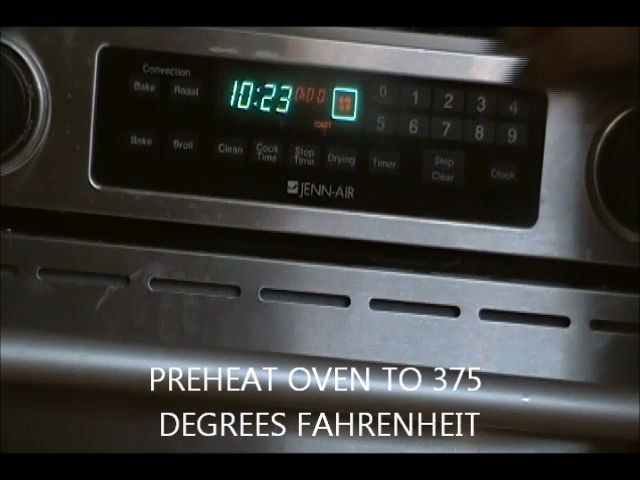 Convection
Bake Roast
10:23 000
0 1 2 3 4
5 6 7 8 9
Bake Broil Clean Cook Time Stop Time Drying Timer Stop Clear Clock
JENN-AIR
PREHEAT OVEN TO 375
DEGREES FAHRENHEIT